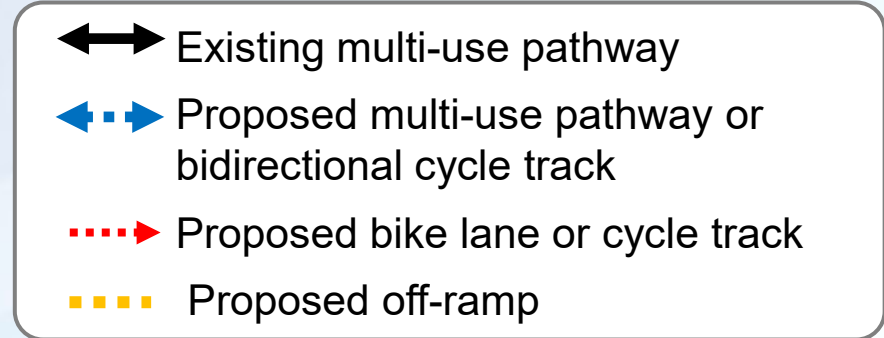 Existing multi-use pathway
Proposed multi-use pathway or
bidirectional cycle track
Proposed bike lane or cycle track
Proposed off-ramp